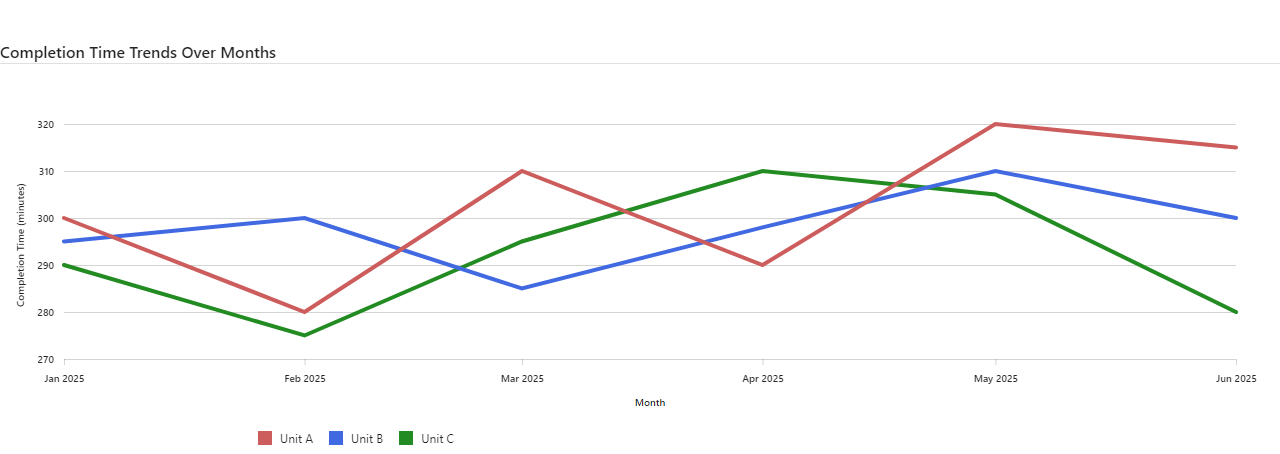 Completion Time Trends Over Months
Completion Time (minutes)
320
310
300
290
280
270
Jan 2025 Feb 2025 Mar 2025 Apr 2025 May 2025 Jun 2025
Month
Unit A Unit B Unit C